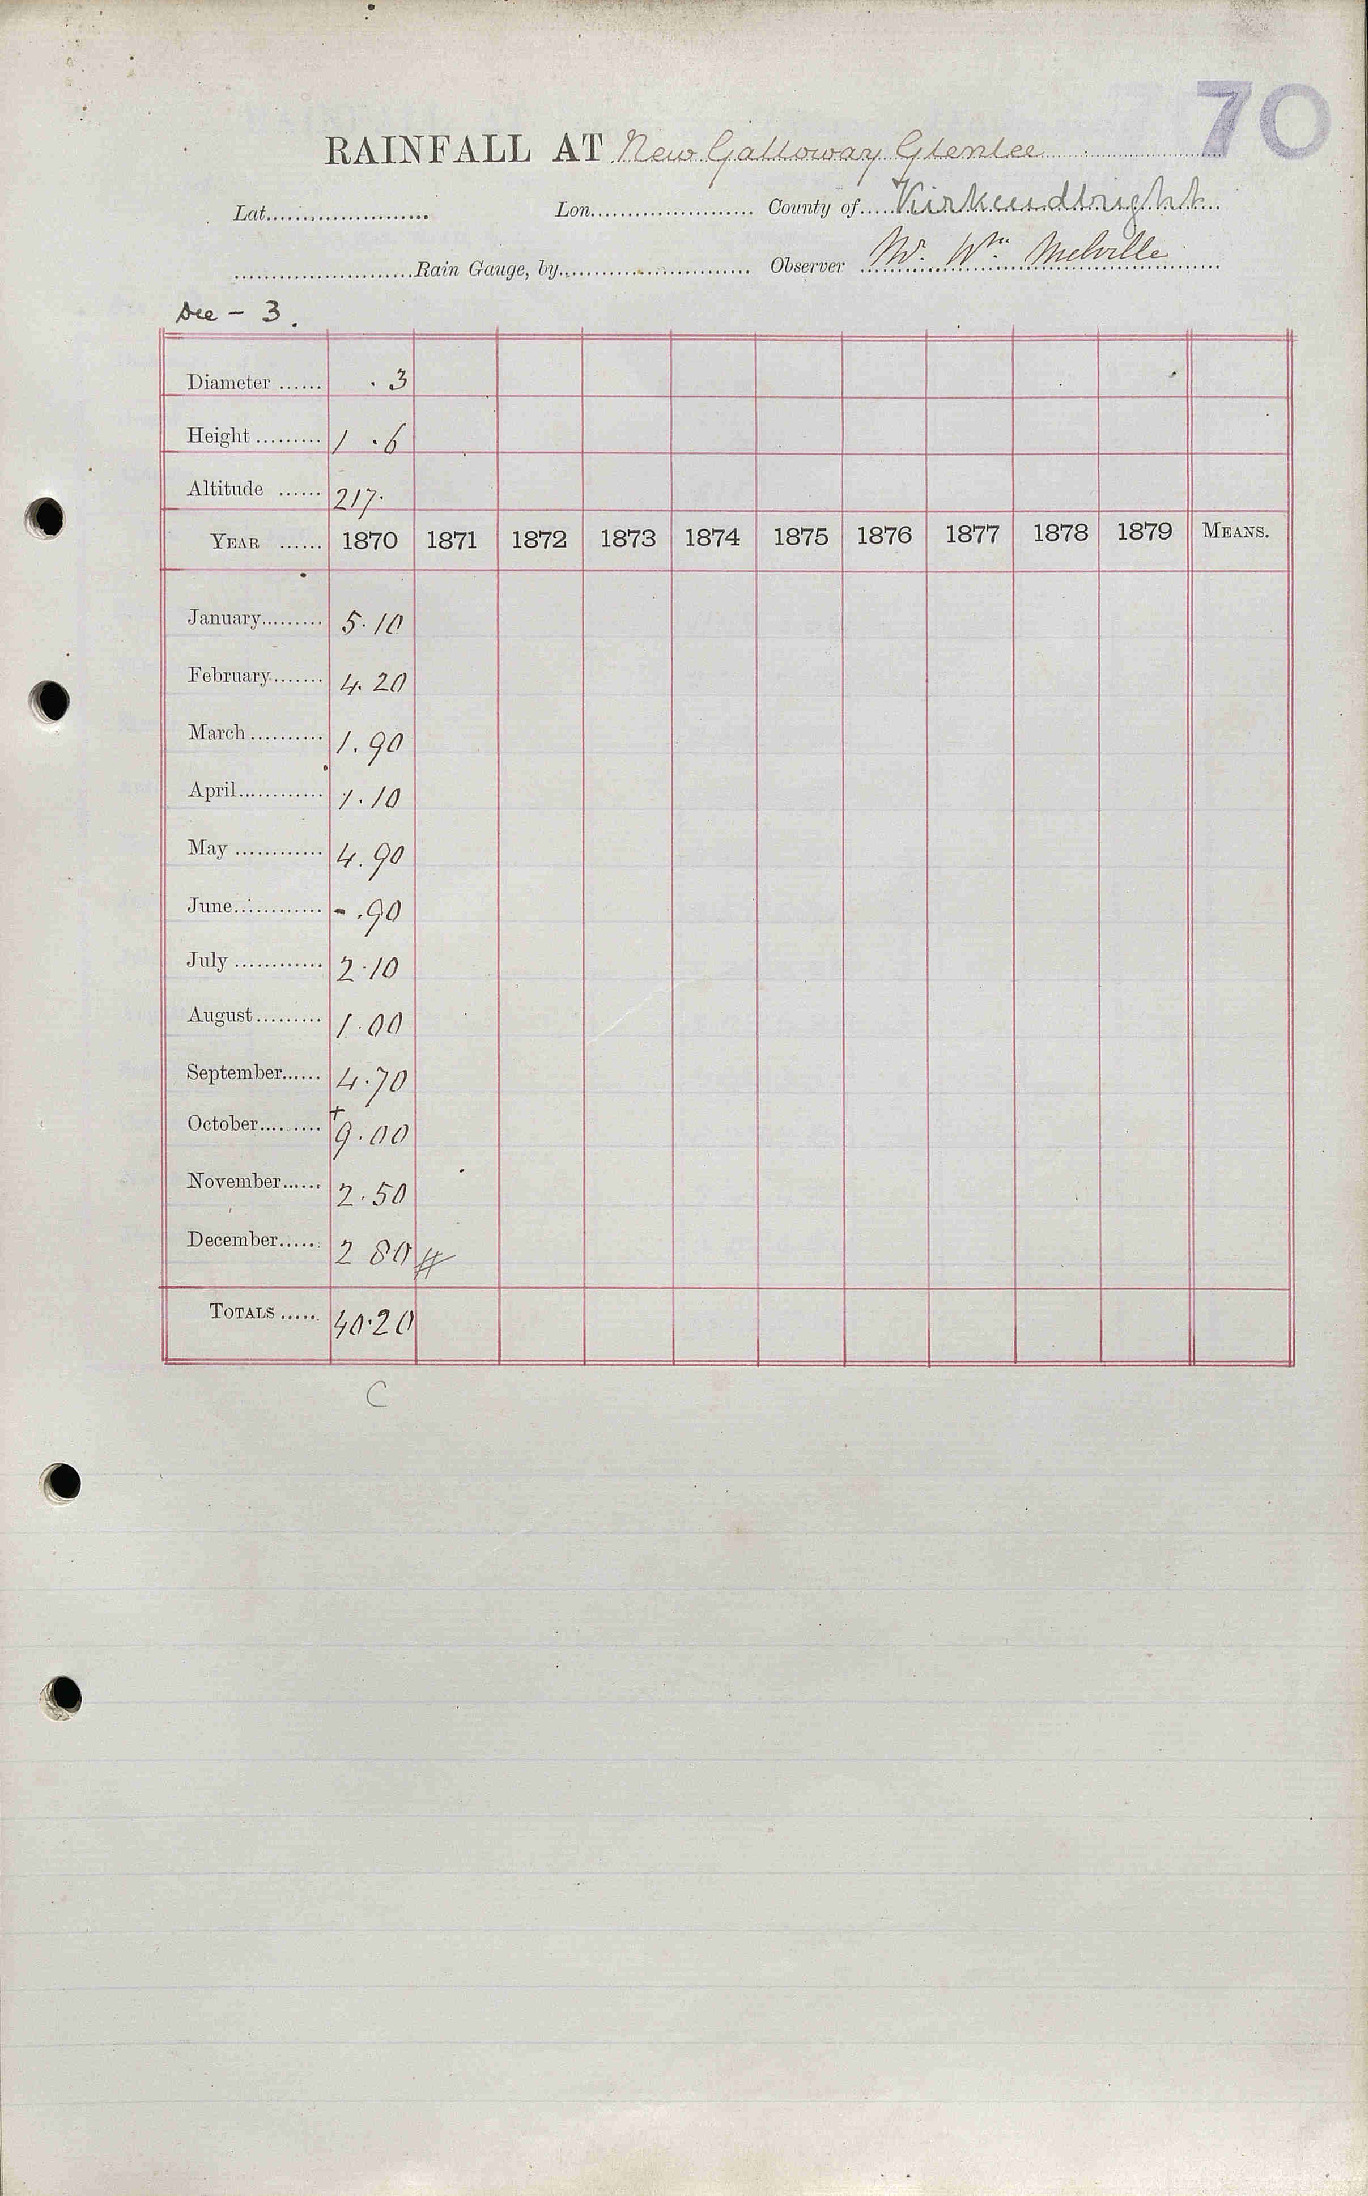 70
RAINFALL AT New Galloway Glenlee
Lat. Lon. County of Kirkcudbright
Rain Gauge, by Observer Mr. Wm. Melville
Dee - 3.
Diameter ...... .3
Height ......... 1 .6
Altitude ...... 217.
YEAR ...... 1870 1871 1872 1873 1874 1875 1876 1877 1878 1879 MEANS.
January......... 5.10
February........ 4.20
March .......... 1.90
April............ 1.10
May ............ 4.90
June............ - .90
July ............ 2.10
August......... 1.00
September...... 4.70
October......... + 9.00
November...... 2.50
December...... 2 80 #
TOTALS ..... 40.20
C